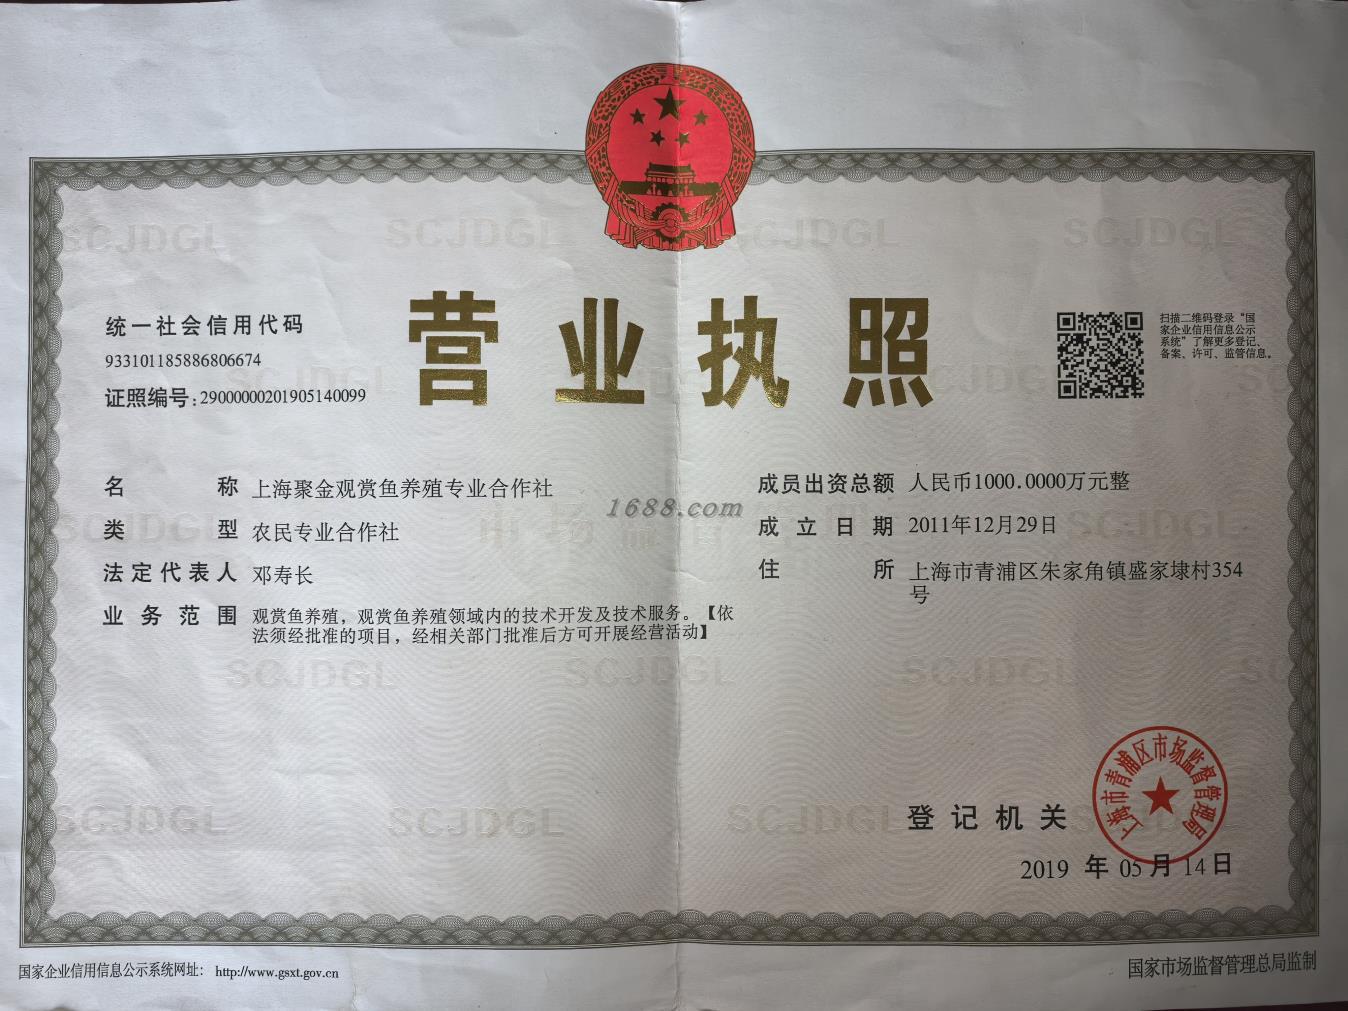 营业执照
统一社会信用代码
933101185886806674
证照编号:29000000201905140099
扫描二维码登录“国
家企业信用信息公示
系统”了解更多登记、
备案、许可、监管信息。
名称 上海聚金观赏鱼养殖专业合作社
类型 农民专业合作社
法定代表人 邓寿长
业务范围 观赏鱼养殖，观赏鱼养殖领域内的技术开发及技术服务。【依
法须经批准的项目，经相关部门批准后方可开展经营活动】
成员出资总额 人民币1000.0000万元整
成立日期 2011年12月29日
住所 上海市青浦区朱家角镇盛家埭村354
号
1688.com
SCJDGL
登记机关
上海市青浦区市场监督管理局
2019 年 05 月 14 日
国家企业信用信息公示系统网址: http://www.gsxt.gov.cn
国家市场监督管理总局监制